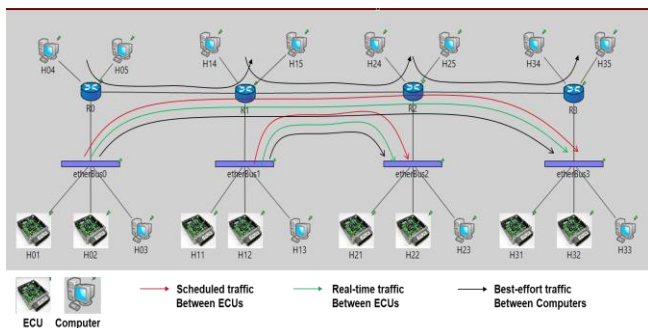 H04 H05 H14 H15 H24 H25 H34 H35
R0 R1 R2 R3
etherBus0 etherBus1 etherBus2 etherBus3
H01 H02 H03 H11 H12 H13 H21 H22 H23 H31 H32 H33
Scheduled traffic
Between ECUs
Real-time traffic
Between ECUs
Best-effort traffic
Between Computers
ECU Computer